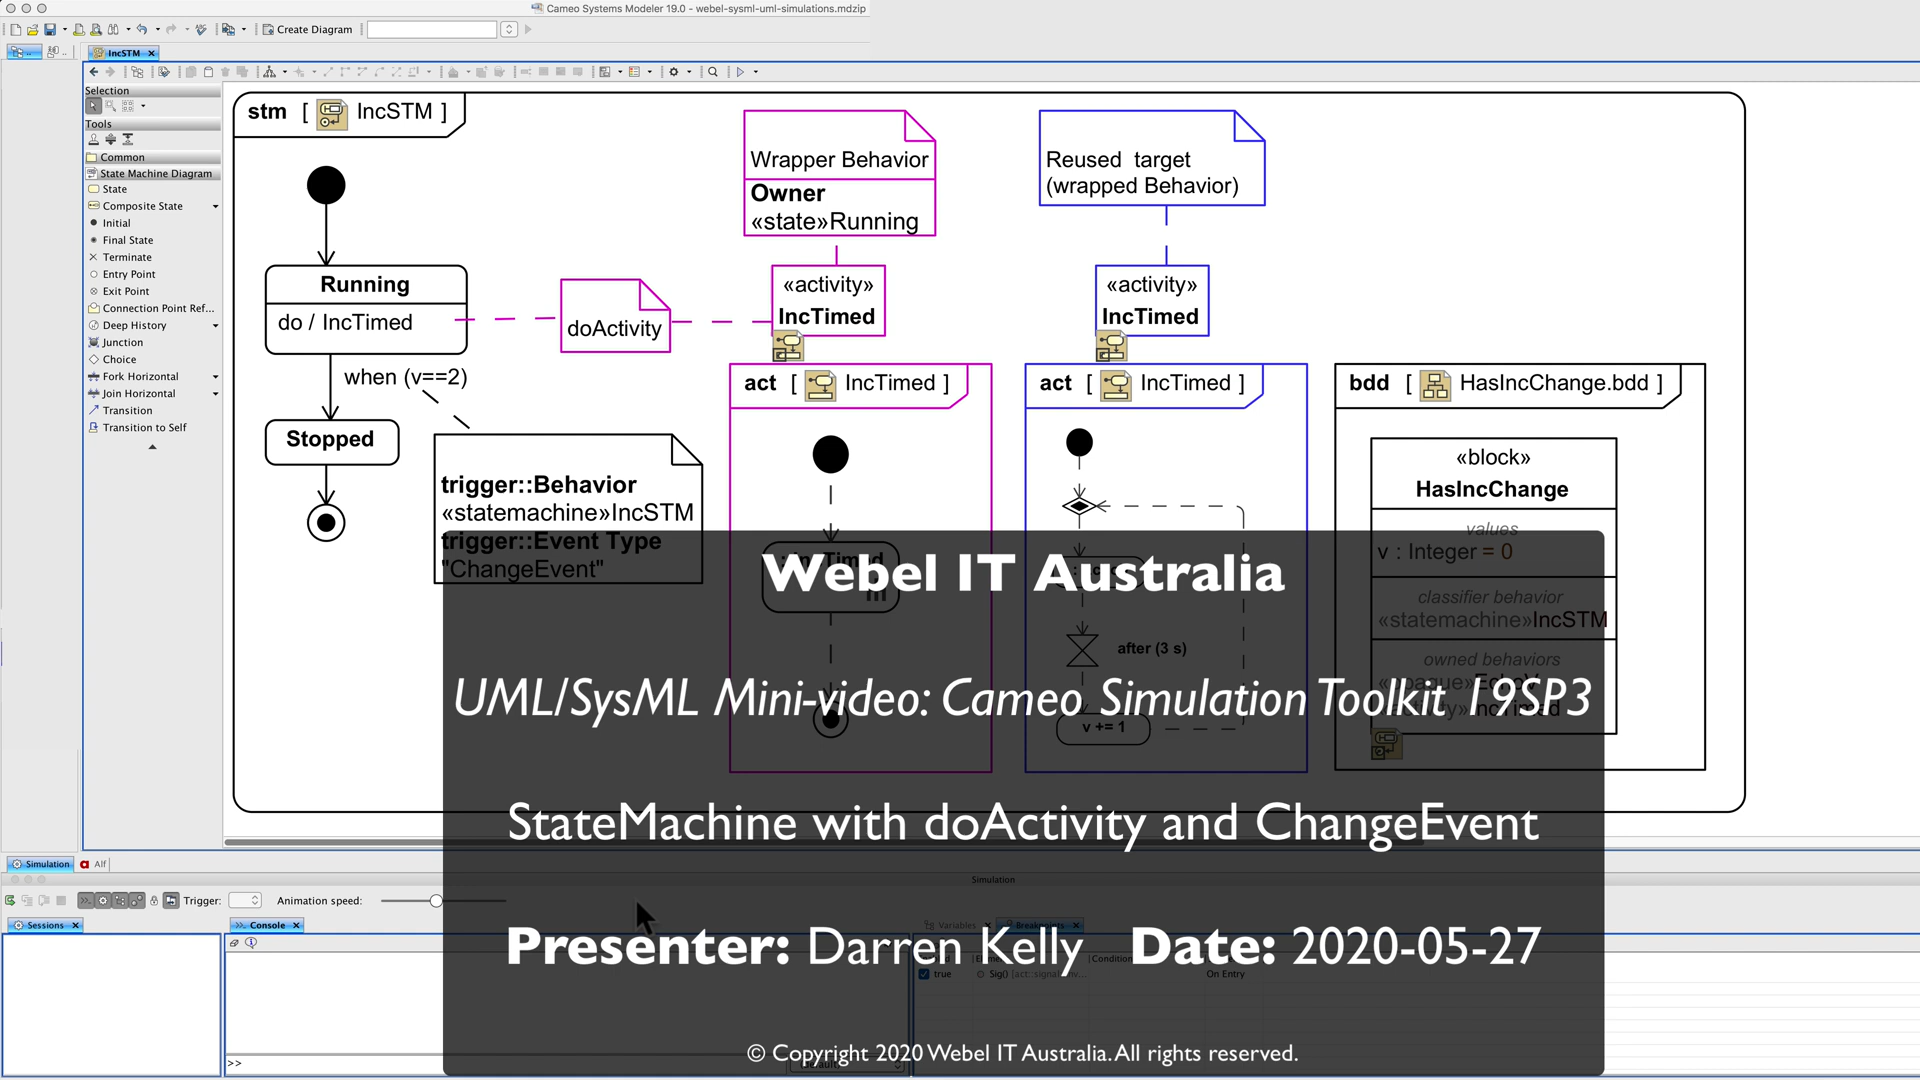 Cameo Systems Modeler 19.0 - webel-sysml-uml-simulations.mdzip
Create Diagram
IncSTM
Selection
Tools
Common
State Machine Diagram
State
Composite State
Initial
Final State
Terminate
Entry Point
Exit Point
Connection Point Ref...
Deep History
Junction
Choice
Fork Horizontal
Join Horizontal
Transition
Transition to Self
stm [ IncSTM ]
Running
do / IncTimed
when (v==2)
Stopped
trigger::Behavior
«statemachine»IncSTM
trigger::Event Type
"ChangeEvent"
doActivity
Wrapper Behavior
Owner
«state»Running
«activity»
IncTimed
act [ IncTimed ]
Reused target
(wrapped Behavior)
«activity»
IncTimed
act [ IncTimed ]
after (3 s)
v += 1
bdd [ HasIncChange.bdd ]
«block»
HasIncChange
values
v : Integer = 0
classifier behavior
«statemachine»IncSTM
owned behaviors
Webel IT Australia
UML/SysML Mini-video: Cameo Simulation Toolkit 19SP3
StateMachine with doActivity and ChangeEvent
Presenter: Darren Kelly Date: 2020-05-27
© Copyright 2020 Webel IT Australia. All rights reserved.
Simulation
Alf
Simulation
Trigger:
Animation speed:
Sessions
Console
Variables
Breakpoints
true
On Entry
>>